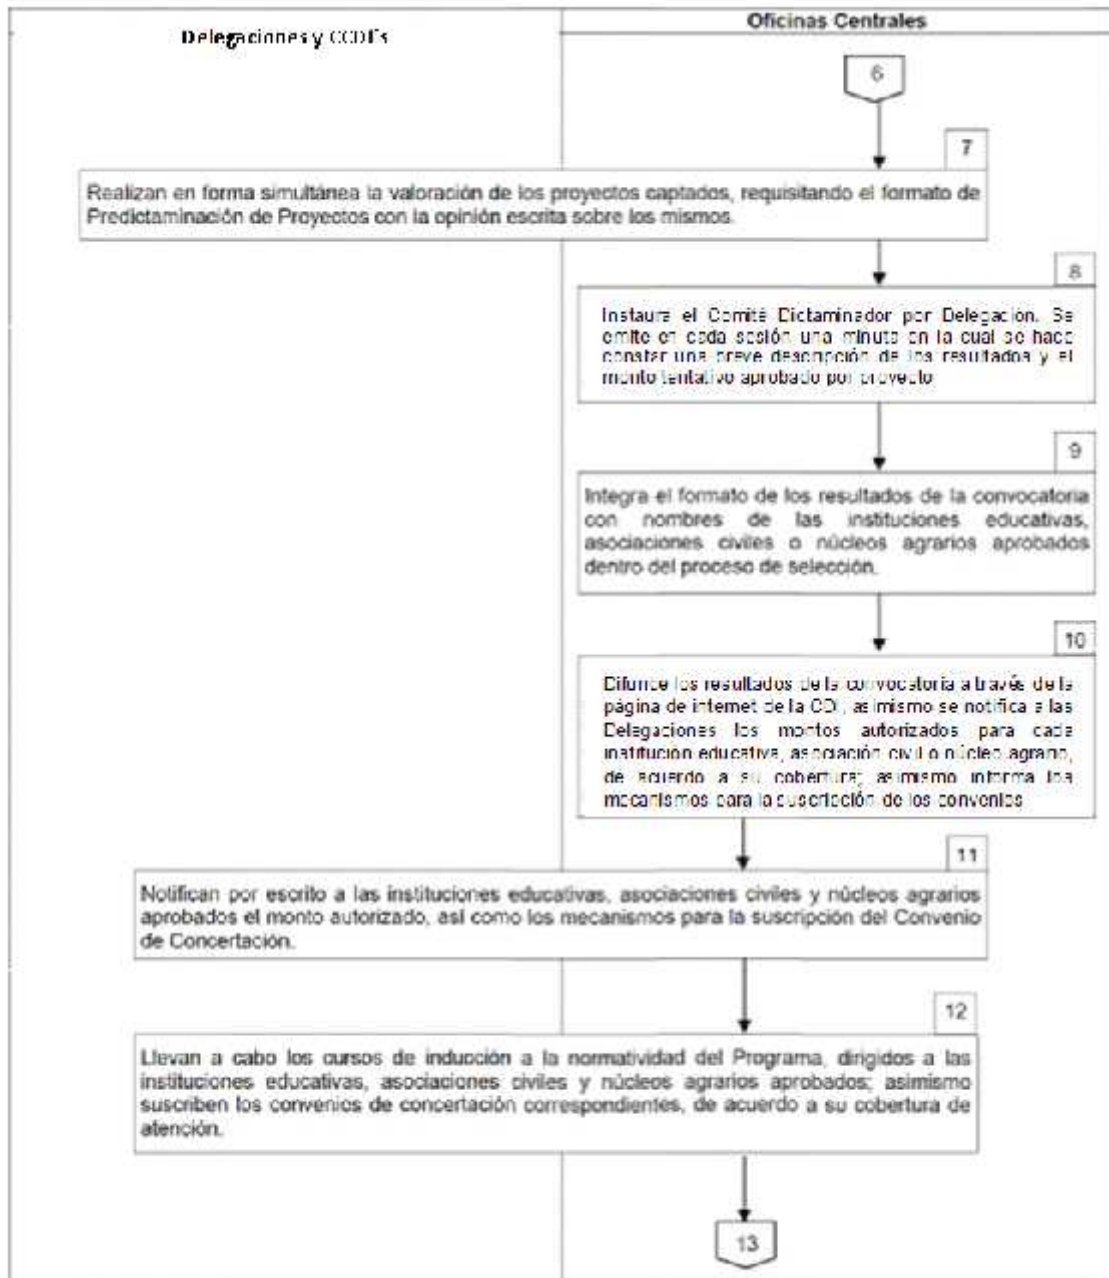 Delegaciones y CCDI's
Oficinas Centrales
6
7
Realizan en forma simultánea la valoración de los proyectos captados, requisitando el formato de
Predictaminación de Proyectos con la opinión escrita sobre los mismos.
8
Instaura el Comité Dictaminador por Delegación. Se
emite en cada sesión una minuta en la cual se hace
constar una breve descripción de los resultados y el
monto tentativo aprobado por proyecto
9
Integra el formato de los resultados de la convocatoria
con nombres de las instituciones educativas,
asociaciones civiles o núcleos agrarios aprobados
dentro del proceso de selección.
10
Difunce los resultados de la convocatoria a través de la
página de internet de la CDI, asimismo se notifica a las
Delegaciones los montos autorizados para cada
institución educativa, asociación civil o núcleo agrario,
de acuerdo a su cobertura; asimismo informa los
mecanismos para la suscripción de los convenios
11
Notifican por escrito a las instituciones educativas, asociaciones civiles y núcleos agrarios
aprobados el monto autorizado, así como los mecanismos para la suscripción del Convenio
de Concertación.
12
Llevan a cabo los cursos de inducción a la normatividad del Programa, dirigidos a las
instituciones educativas, asociaciones civiles y núcleos agrarios aprobados; asimismo
suscriben los convenios de concertación correspondientes, de acuerdo a su cobertura de
atención.
13